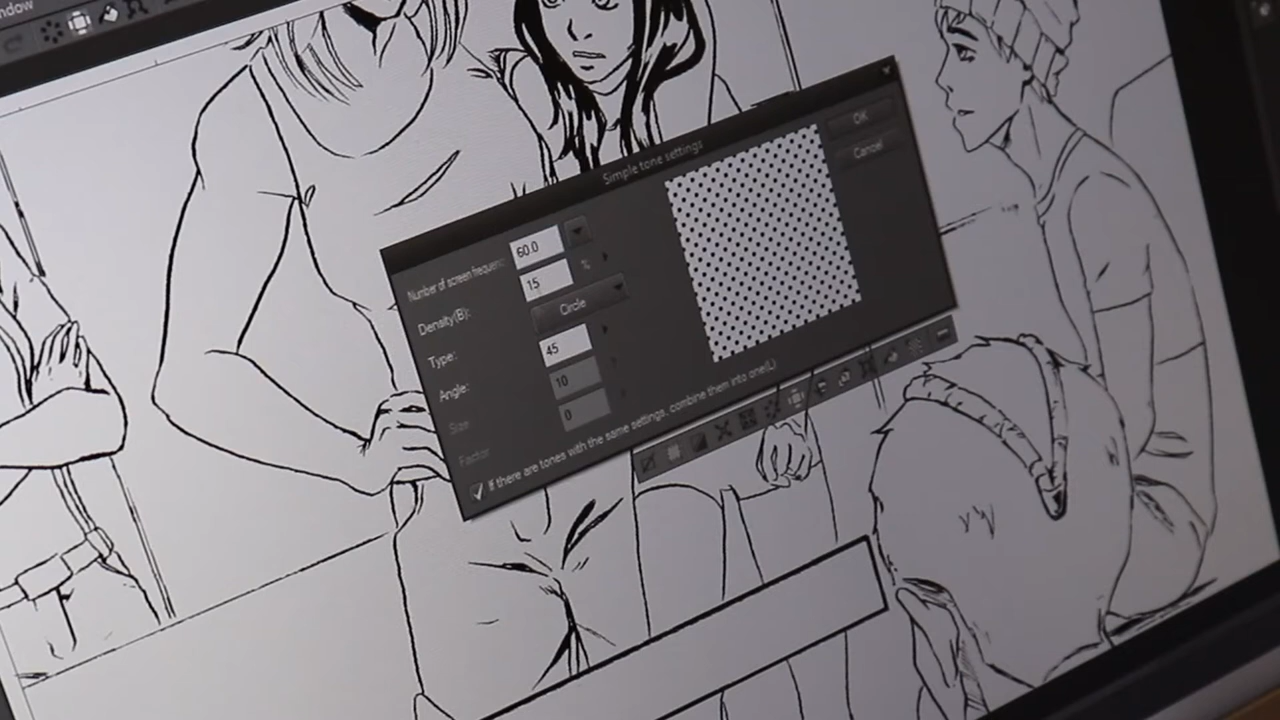 ndow
Simple tone settings
OK
Cancel
Number of screen frequenc
60.0
Density(B):
15
%
Type:
Circle
Angle:
45
Size
10
Factor
0
If there are tones with the same settings, combine them into one(L)